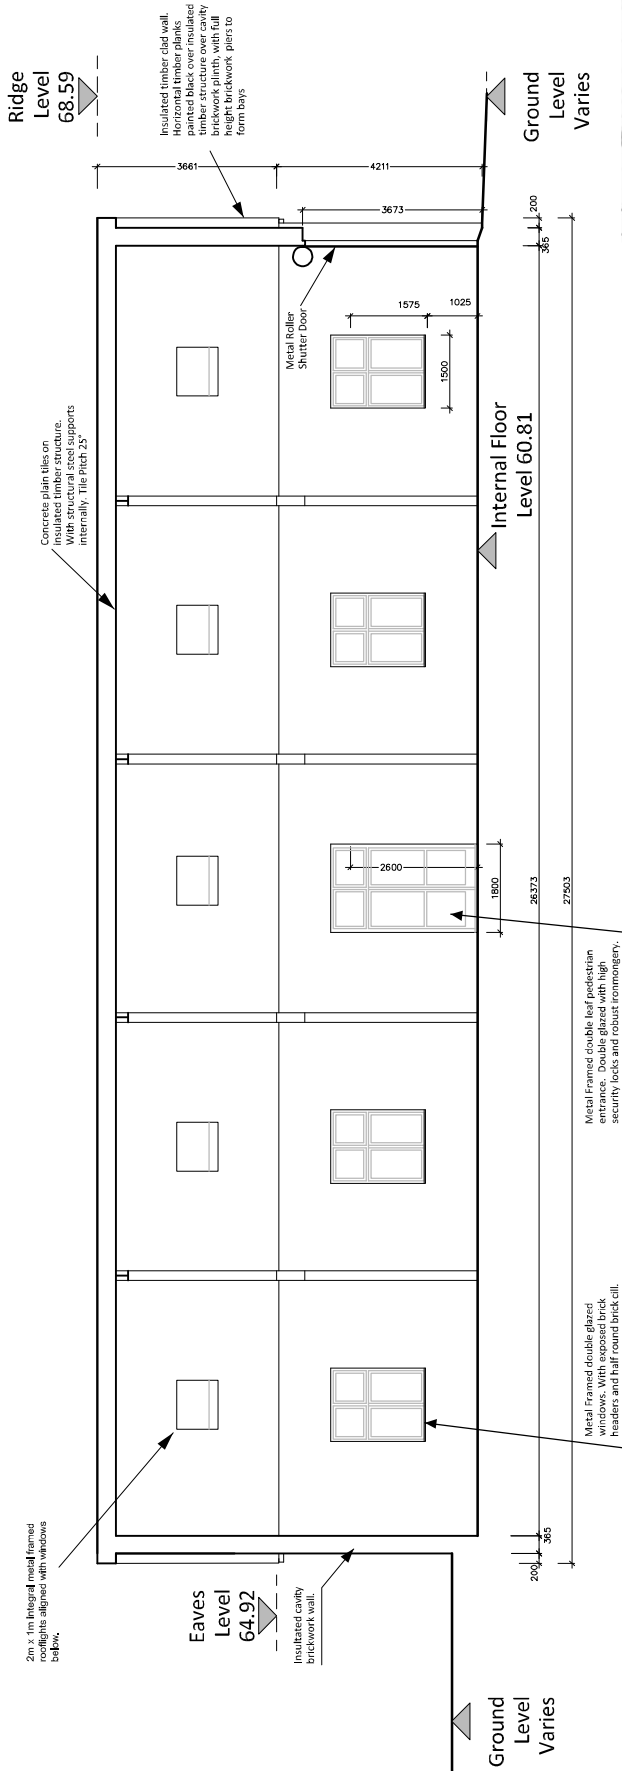 Ridge
Level
68.59
Insulated timber clad wall.
Horizontal timber planks
painted black over insulated
timber structure over cavity
brickwork plinth, with full
height brickwork piers to
form bays
Ground
Level
Varies
3661
4211
3673
200
365
Metal Roller
Shutter Door
1575
1025
1500
Concrete plain tiles on
insulated timber structure.
With structural steel supports
internally. Tile Pitch 25°
Internal Floor
Level 60.81
2600
1800
26373
27503
Metal Framed double leaf pedestrian
entrance. Double glazed with high
security locks and robust ironmongery.
Metal Framed double glazed
windows. With exposed brick
headers and half round brick cill.
2m x 1m Integral metal framed
rooflights aligned with windows
below.
Eaves
Level
64.92
Insultated cavity
brickwork wall.
365
200
Ground
Level
Varies